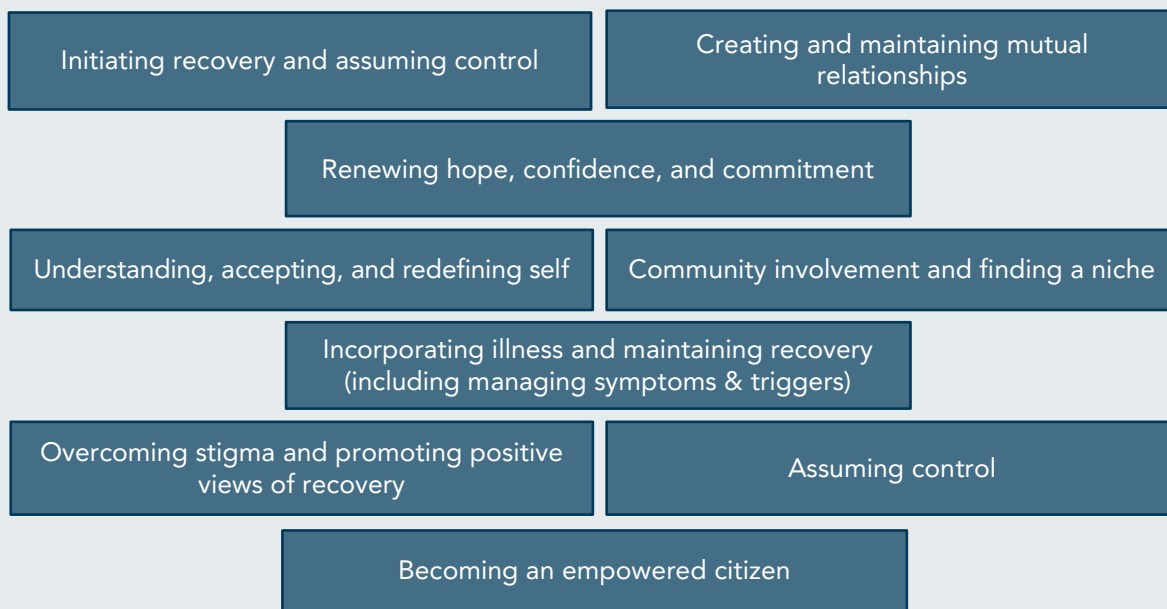 Initiating recovery and assuming control
Creating and maintaining mutual
relationships
Renewing hope, confidence, and commitment
Understanding, accepting, and redefining self
Community involvement and finding a niche
Incorporating illness and maintaining recovery
(including managing symptoms & triggers)
Overcoming stigma and promoting positive
views of recovery
Assuming control
Becoming an empowered citizen